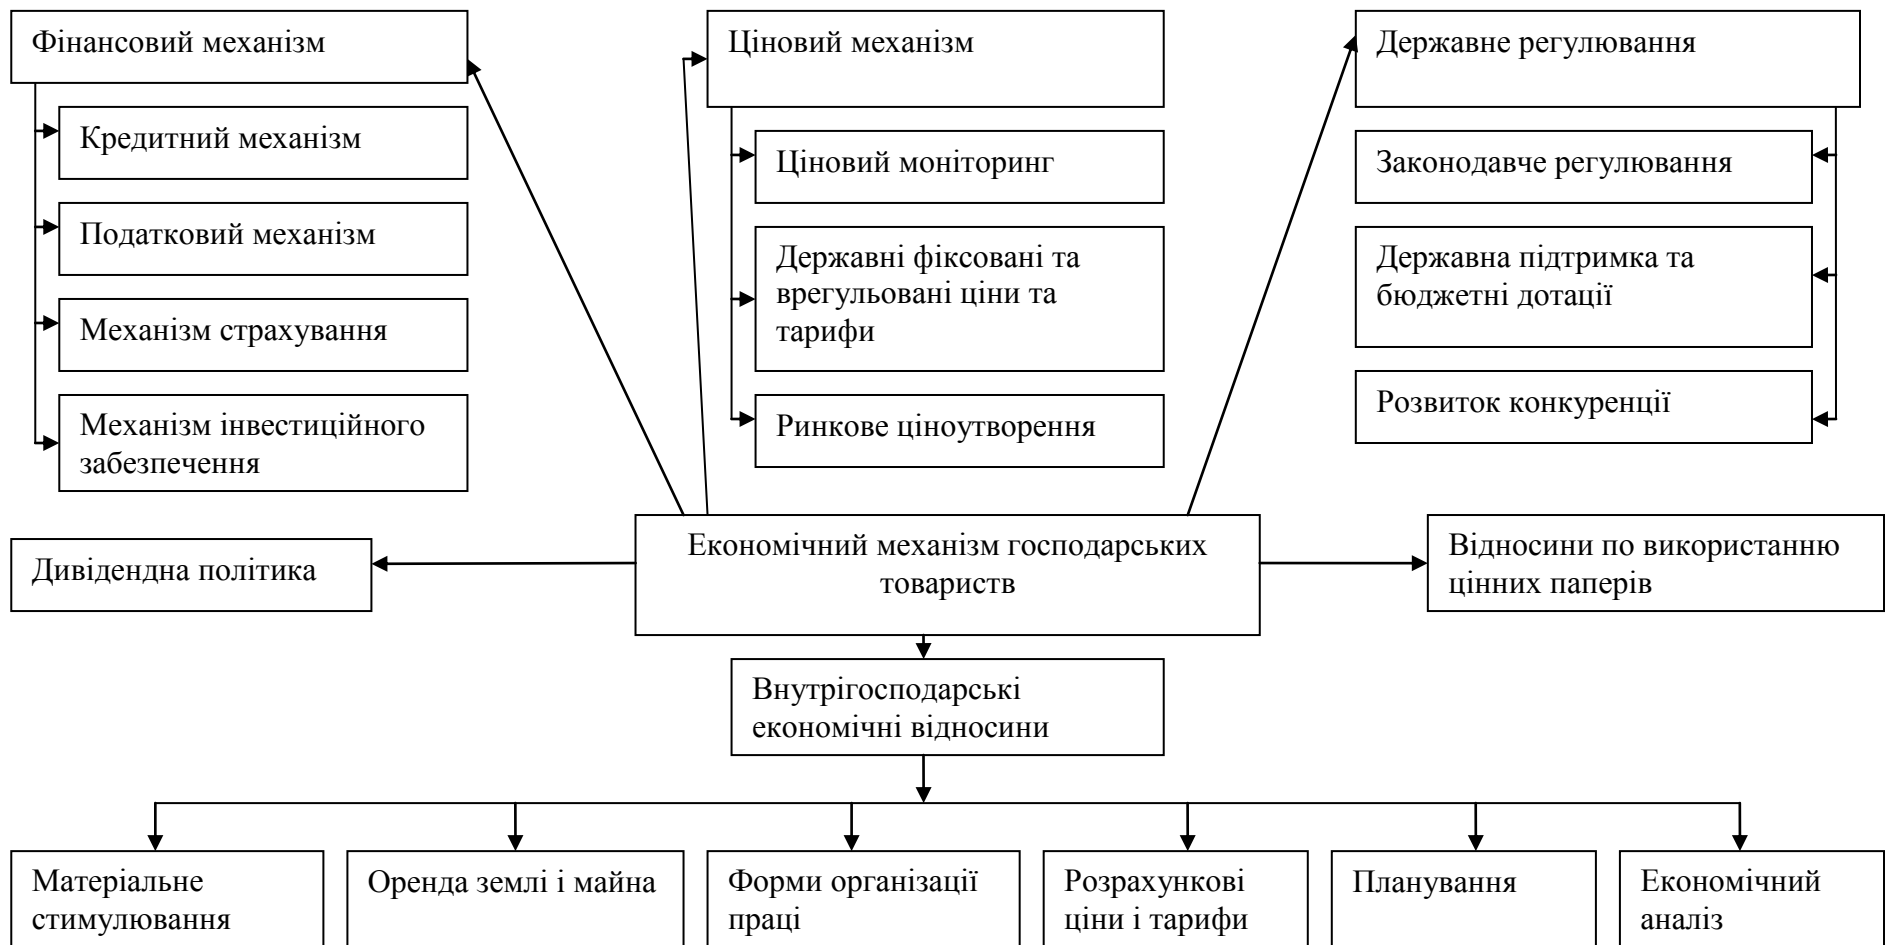 Фінансовий механізм
Кредитний механізм
Податковий механізм
Механізм страхування
Механізм інвестиційного
забезпечення
Ціновий механізм
Ціновий моніторинг
Державні фіксовані та
врегульовані ціни та
тарифи
Ринкове ціноутворення
Державне регулювання
Законодавче регулювання
Державна підтримка та
бюджетні дотації
Розвиток конкуренції
Дивідендна політика
Економічний механізм господарських
товариств
Відносини по використанню
цінних паперів
Внутрігосподарські
економічні відносини
Матеріальне
стимулювання
Оренда землі і майна
Форми організації
праці
Розрахункові
ціни і тарифи
Планування
Економічний
аналіз